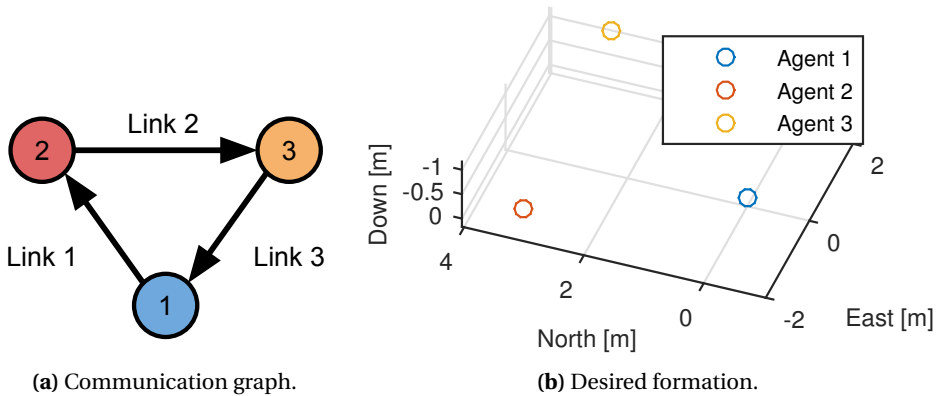 Link 2
2
3
Link 1
Link 3
1
(a) Communication graph.
Agent 1
Agent 2
Agent 3
Down [m]
-1
-0.5
0
4
2
0
North [m]
-2
0
2
East [m]
(b) Desired formation.